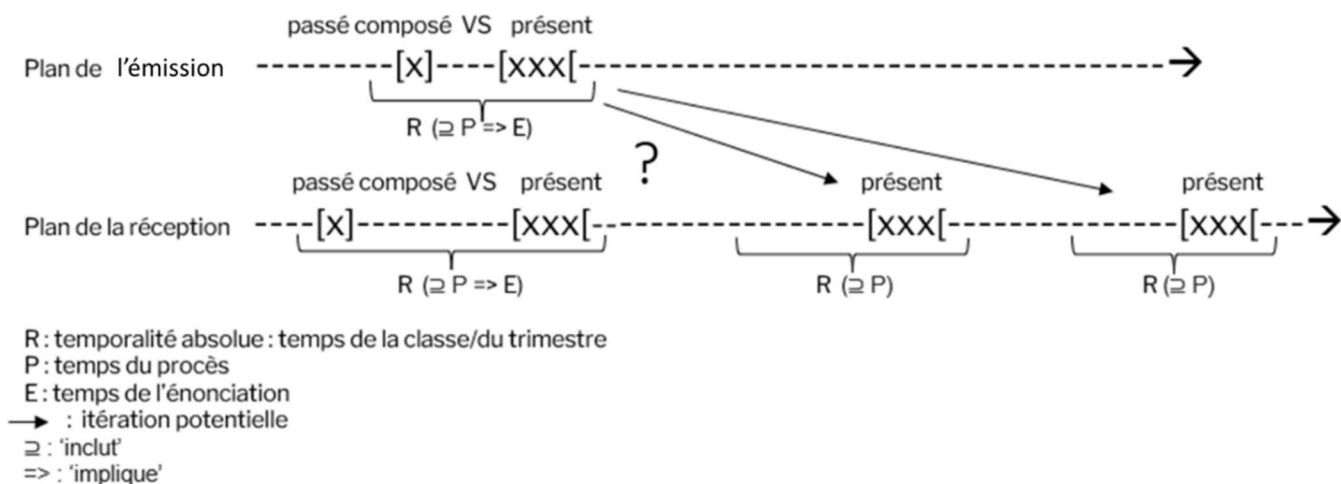 passé composé VS présent
Plan de l'émission ----------[x]----[xxx[---------------------------------------->
R (⊇ P => E)
?
passé composé VS présent présent présent
Plan de la réception ----[x]----------[xxx[-------------------[xxx[----------------[xxx[---->
R (⊇ P => E) R (⊇ P) R (⊇ P)
R : temporalité absolue : temps de la classe/du trimestre
P : temps du procès
E : temps de l'énonciation
→ : itération potentielle
⊇ : 'inclut'
=> : 'implique'